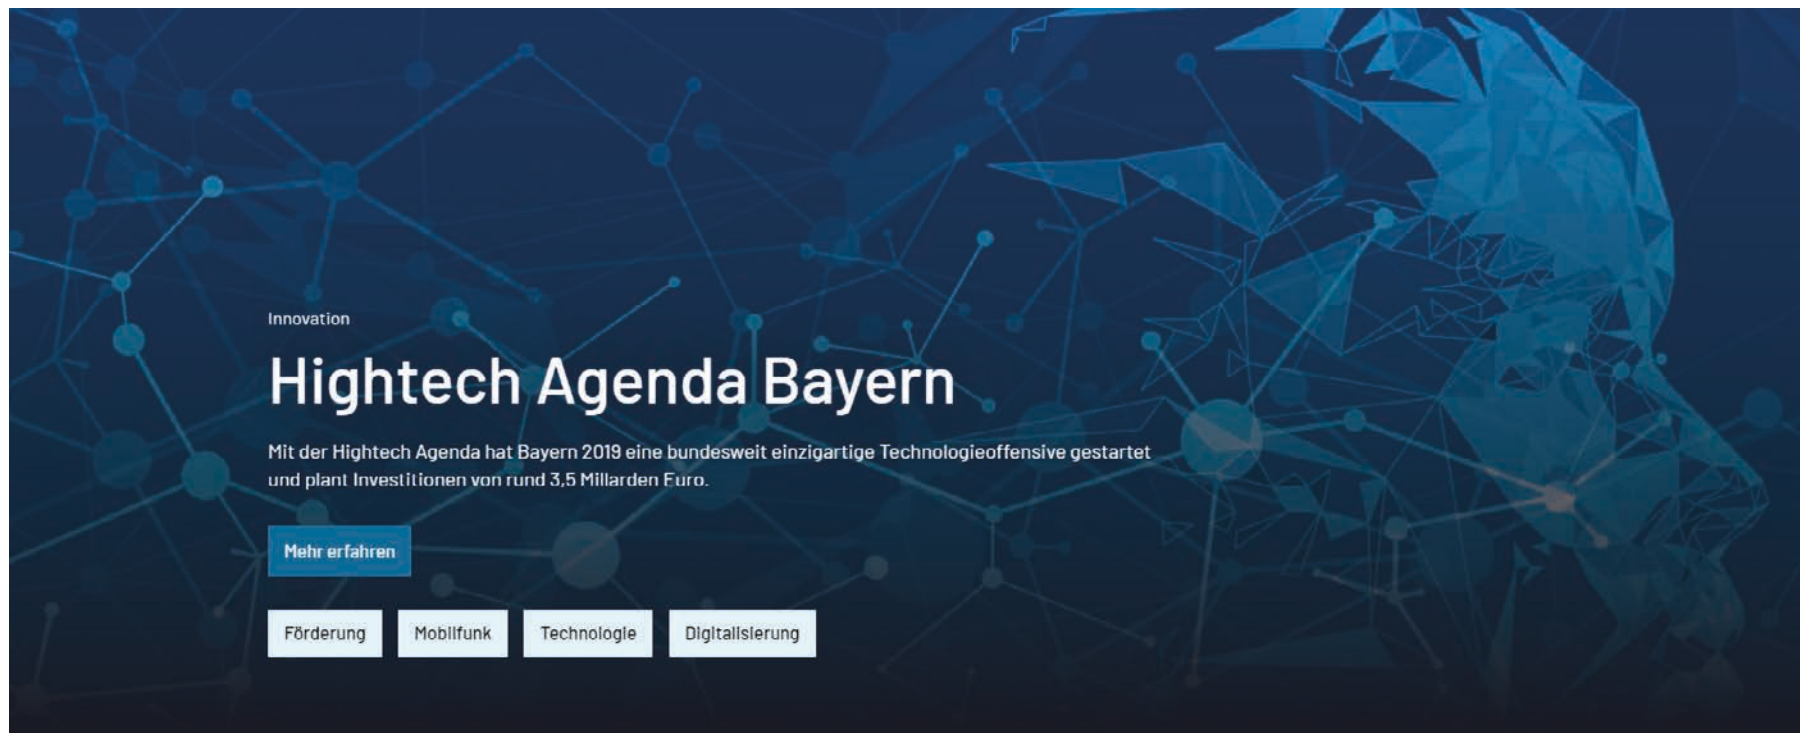 Innovation
Hightech Agenda Bayern
Mit der Hightech Agenda hat Bayern 2019 eine bundesweit einzigartige Technologieoffensive gestartet
und plant Investitionen von rund 3,5 Millarden Euro.
Mehr erfahren
Förderung Mobilfunk Technologie Digitalisierung